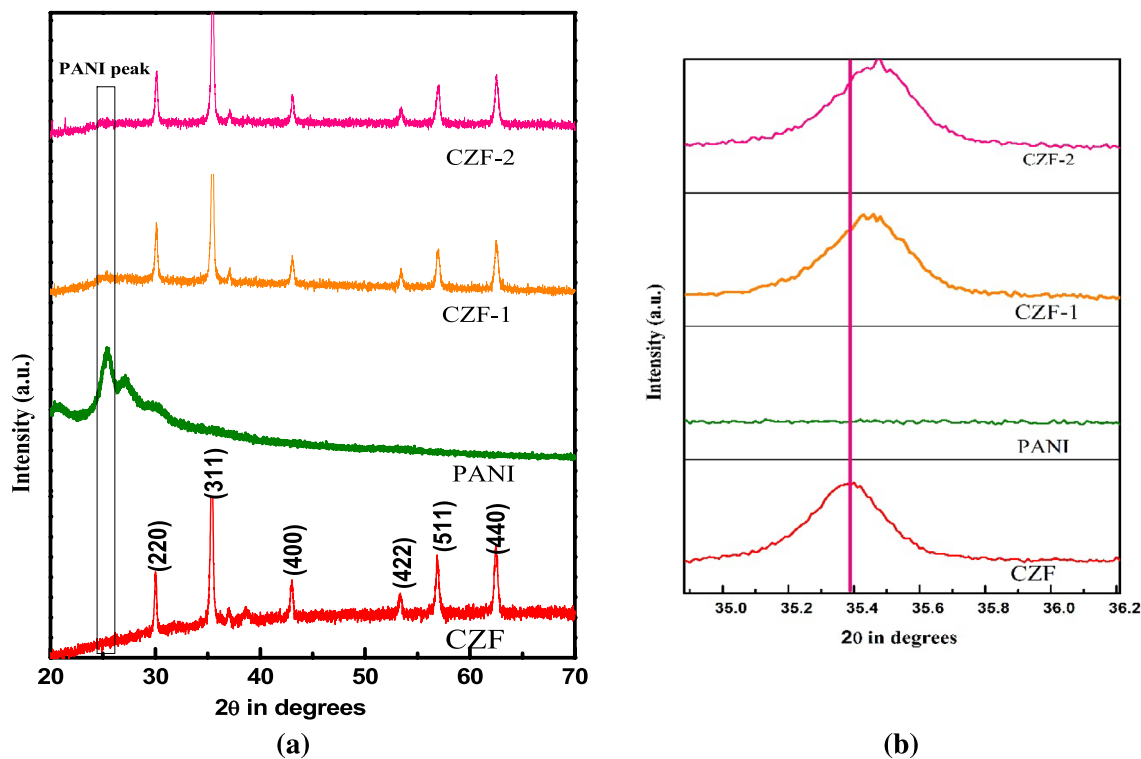 PANI peak
CZF-2
CZF-1
PANI
(220)
(311)
(400)
(422)
(511)
(440)
CZF
Intensity (a.u.)
20 30 40 50 60 70
2θ in degrees
(a)
CZF-2
CZF-1
PANI
CZF
Intensity (a.u.)
35.0 35.2 35.4 35.6 35.8 36.0 36.2
2θ in degrees
(b)